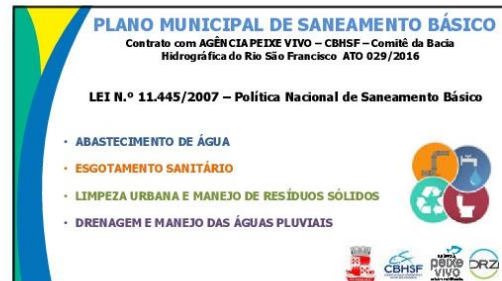 PLANO MUNICIPAL DE SANEAMENTO BÁSICO
Contrato com AGÊNCIA PEIXE VIVO – CBHSF – Comitê da Bacia
Hidrográfica do Rio São Francisco ATO 029/2016
LEI N.º 11.445/2007 – Política Nacional de Saneamento Básico
• ABASTECIMENTO DE ÁGUA
• ESGOTAMENTO SANITÁRIO
• LIMPEZA URBANA E MANEJO DE RESÍDUOS SÓLIDOS
• DRENAGEM E MANEJO DAS ÁGUAS PLUVIAIS
CBHSF
peixe
vivo
DRZ